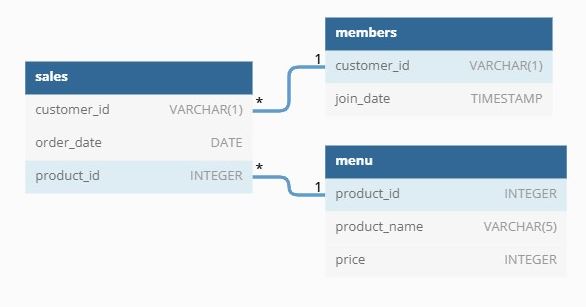 sales
customer_id VARCHAR(1)
order_date DATE
product_id INTEGER
*
*
1
1
members
customer_id VARCHAR(1)
join_date TIMESTAMP
menu
product_id INTEGER
product_name VARCHAR(5)
price INTEGER